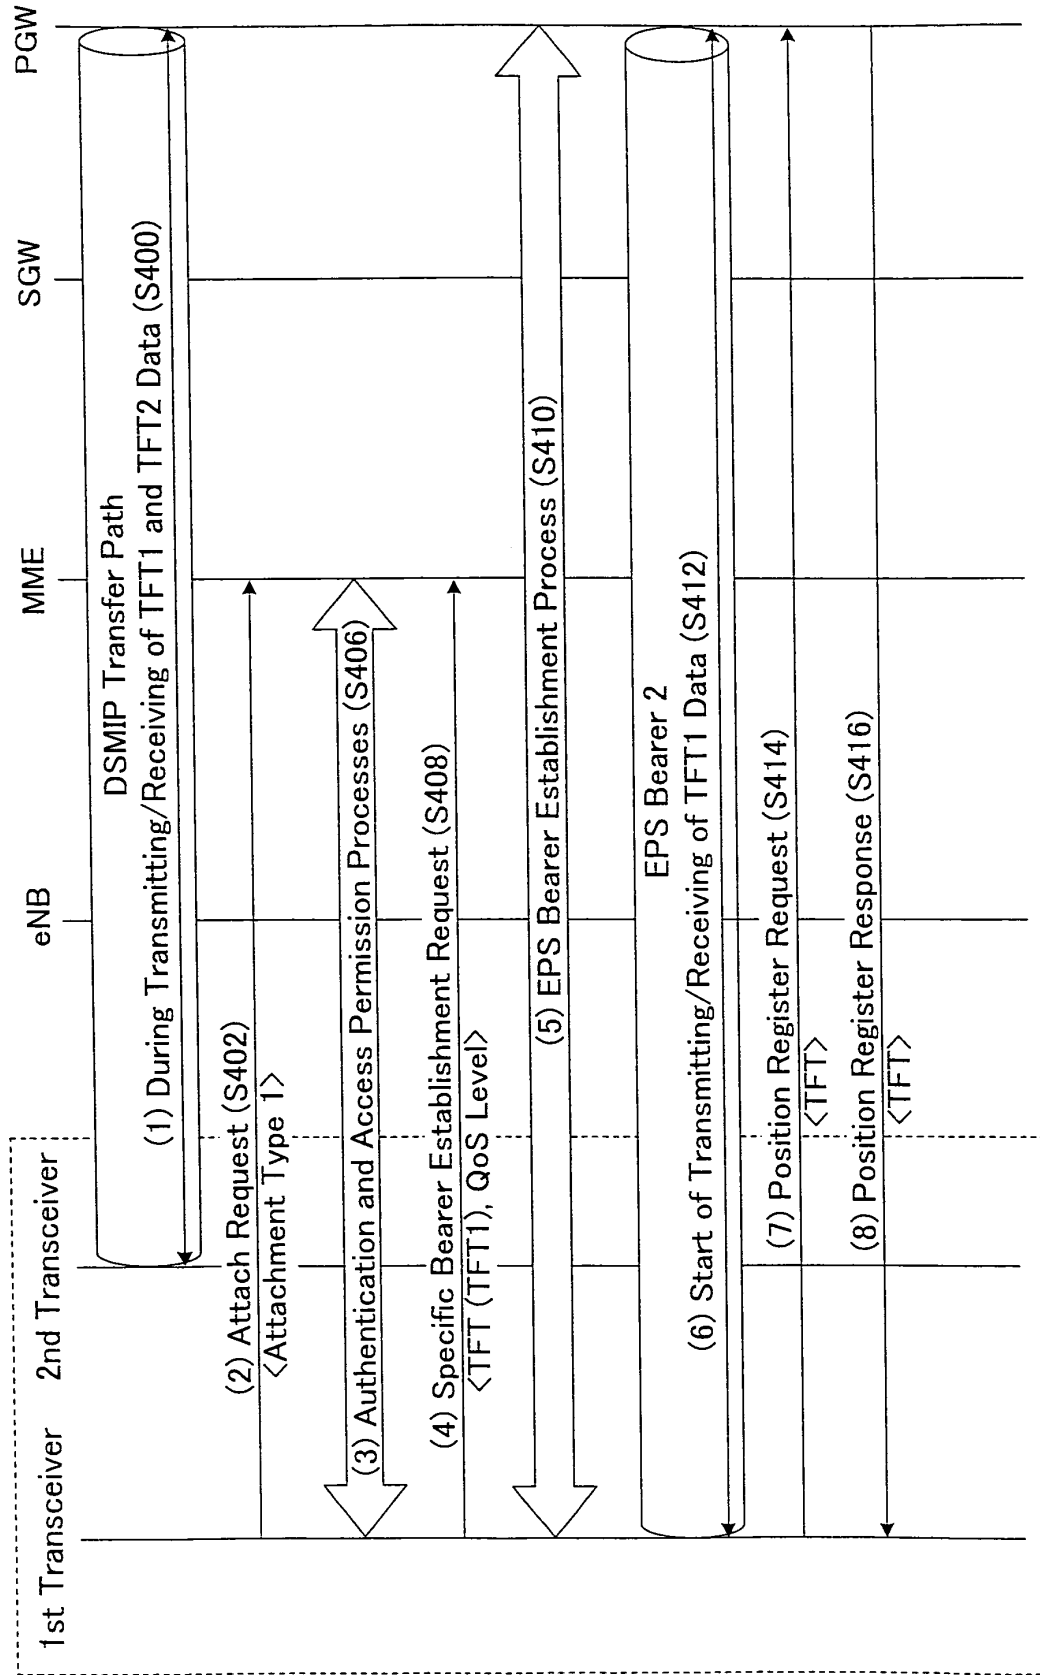 1st Transceiver
2nd Transceiver
eNB
MME
SGW
PGW
DSMIP Transfer Path
(1) During Transmitting/Receiving of TFT1 and TFT2 Data (S400)
(2) Attach Request (S402)
<Attachment Type 1>
(3) Authentication and Access Permission Processes (S406)
(4) Specific Bearer Establishment Request (S408)
<TFT (TFT1), QoS Level>
(5) EPS Bearer Establishment Process (S410)
EPS Bearer 2
(6) Start of Transmitting/Receiving of TFT1 Data (S412)
(7) Position Register Request (S414)
<TFT>
(8) Position Register Response (S416)
<TFT>